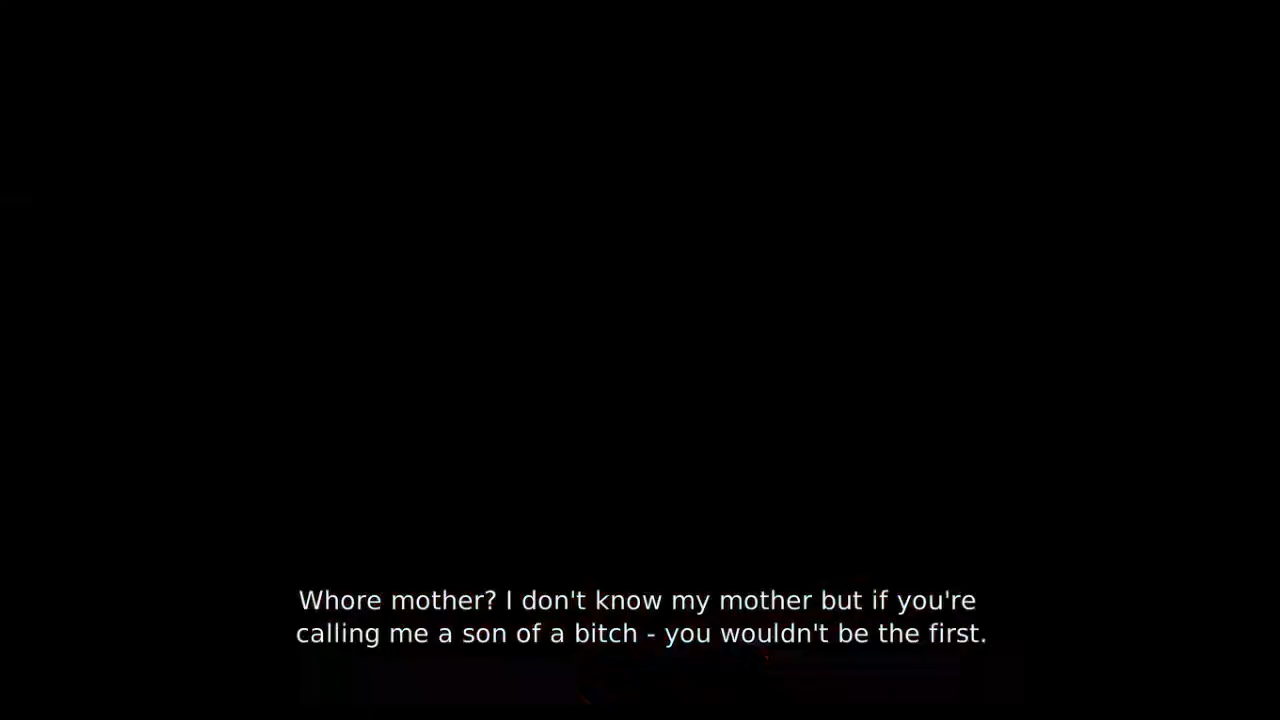 Whore mother? I don't know my mother but if you're
calling me a son of a bitch - you wouldn't be the first.